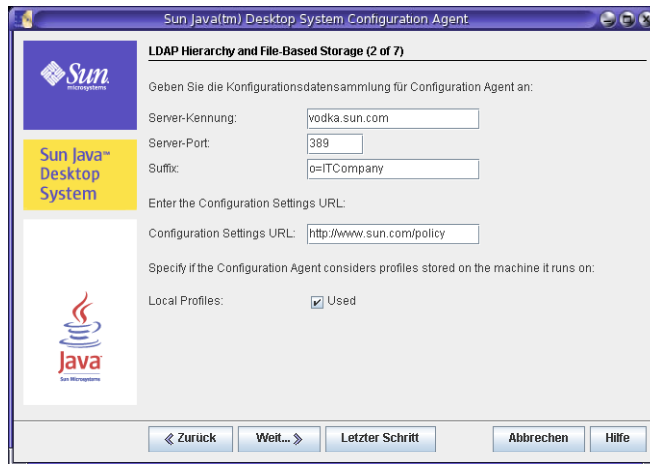 Sun Java(tm) Desktop System Configuration Agent
Sun
microsystems
Sun Java™
Desktop
System
Java
Sun Microsystems
LDAP Hierarchy and File-Based Storage (2 of 7)
Geben Sie die Konfigurationsdatensammlung für Configuration Agent an:
Server-Kennung: vodka.sun.com
Server-Port: 389
Suffix: o=ITCompany
Enter the Configuration Settings URL:
Configuration Settings URL: http://www.sun.com/policy
Specify if the Configuration Agent considers profiles stored on the machine it runs on:
Local Profiles: Used
Zurück Weit... Letzter Schritt Abbrechen Hilfe